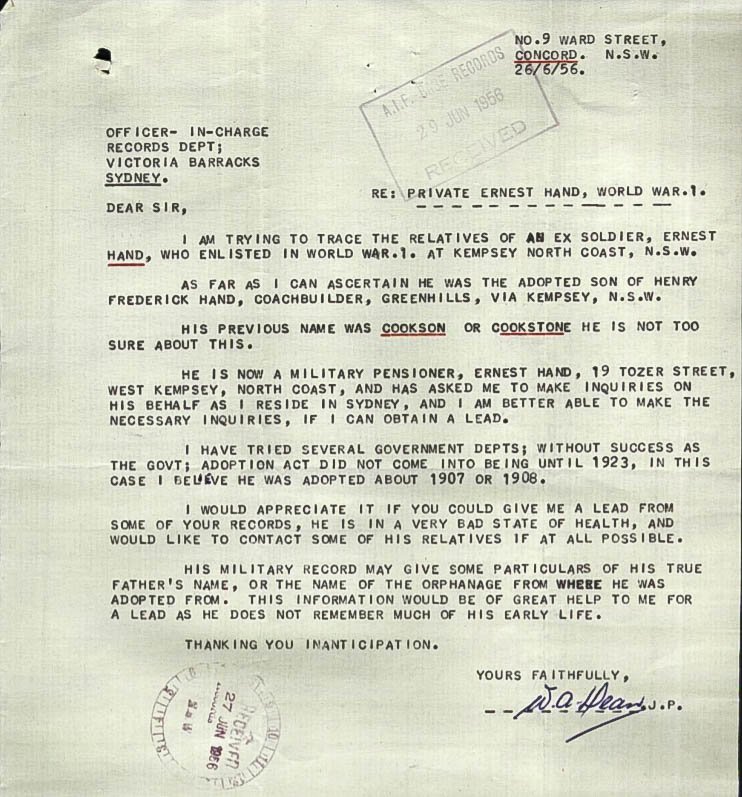 NO.9 WARD STREET,
CONCORD. N.S.W.
26/6/56.
A.I.F. BASE RECORDS
29 JUN 1956
RECEIVED
OFFICER- IN-CHARGE
RECORDS DEPT;
VICTORIA BARRACKS
SYDNEY.
RE: PRIVATE ERNEST HAND, WORLD WAR.1.
DEAR SIR,
I AM TRYING TO TRACE THE RELATIVES OF AN EX SOLDIER, ERNEST
HAND, WHO ENLISTED IN WORLD WAR.1. AT KEMPSEY NORTH COAST, N.S.W.
AS FAR AS I CAN ASCERTAIN HE WAS THE ADOPTED SON OF HENRY
FREDERICK HAND, COACHBUILDER, GREENHILLS, VIA KEMPSEY, N.S.W.
HIS PREVIOUS NAME WAS COOKSON OR COOKSTONE HE IS NOT TOO
SURE ABOUT THIS.
HE IS NOW A MILITARY PENSIONER, ERNEST HAND, 19 TOZER STREET,
WEST KEMPSEY, NORTH COAST, AND HAS ASKED ME TO MAKE INQUIRIES ON
HIS BEHALF AS I RESIDE IN SYDNEY, AND I AM BETTER ABLE TO MAKE THE
NECESSARY INQUIRIES, IF I CAN OBTAIN A LEAD.
I HAVE TRIED SEVERAL GOVERNMENT DEPTS; WITHOUT SUCCESS AS
THE GOVT; ADOPTION ACT DID NOT COME INTO BEING UNTIL 1923, IN THIS
CASE I BELIEVE HE WAS ADOPTED ABOUT 1907 OR 1908.
I WOULD APPRECIATE IT IF YOU COULD GIVE ME A LEAD FROM
SOME OF YOUR RECORDS, HE IS IN A VERY BAD STATE OF HEALTH, AND
WOULD LIKE TO CONTACT SOME OF HIS RELATIVES IF AT ALL POSSIBLE.
HIS MILITARY RECORD MAY GIVE SOME PARTICULARS OF HIS TRUE
FATHER'S NAME, OR THE NAME OF THE ORPHANAGE FROM WHERE HE WAS
ADOPTED FROM. THIS INFORMATION WOULD BE OF GREAT HELP TO ME FOR
A LEAD AS HE DOES NOT REMEMBER MUCH OF HIS EARLY LIFE.
THANKING YOU INANTICIPATION.
YOURS FAITHFULLY,
W.A. Dean J.P.
RECEIVED
27 JUN 1956